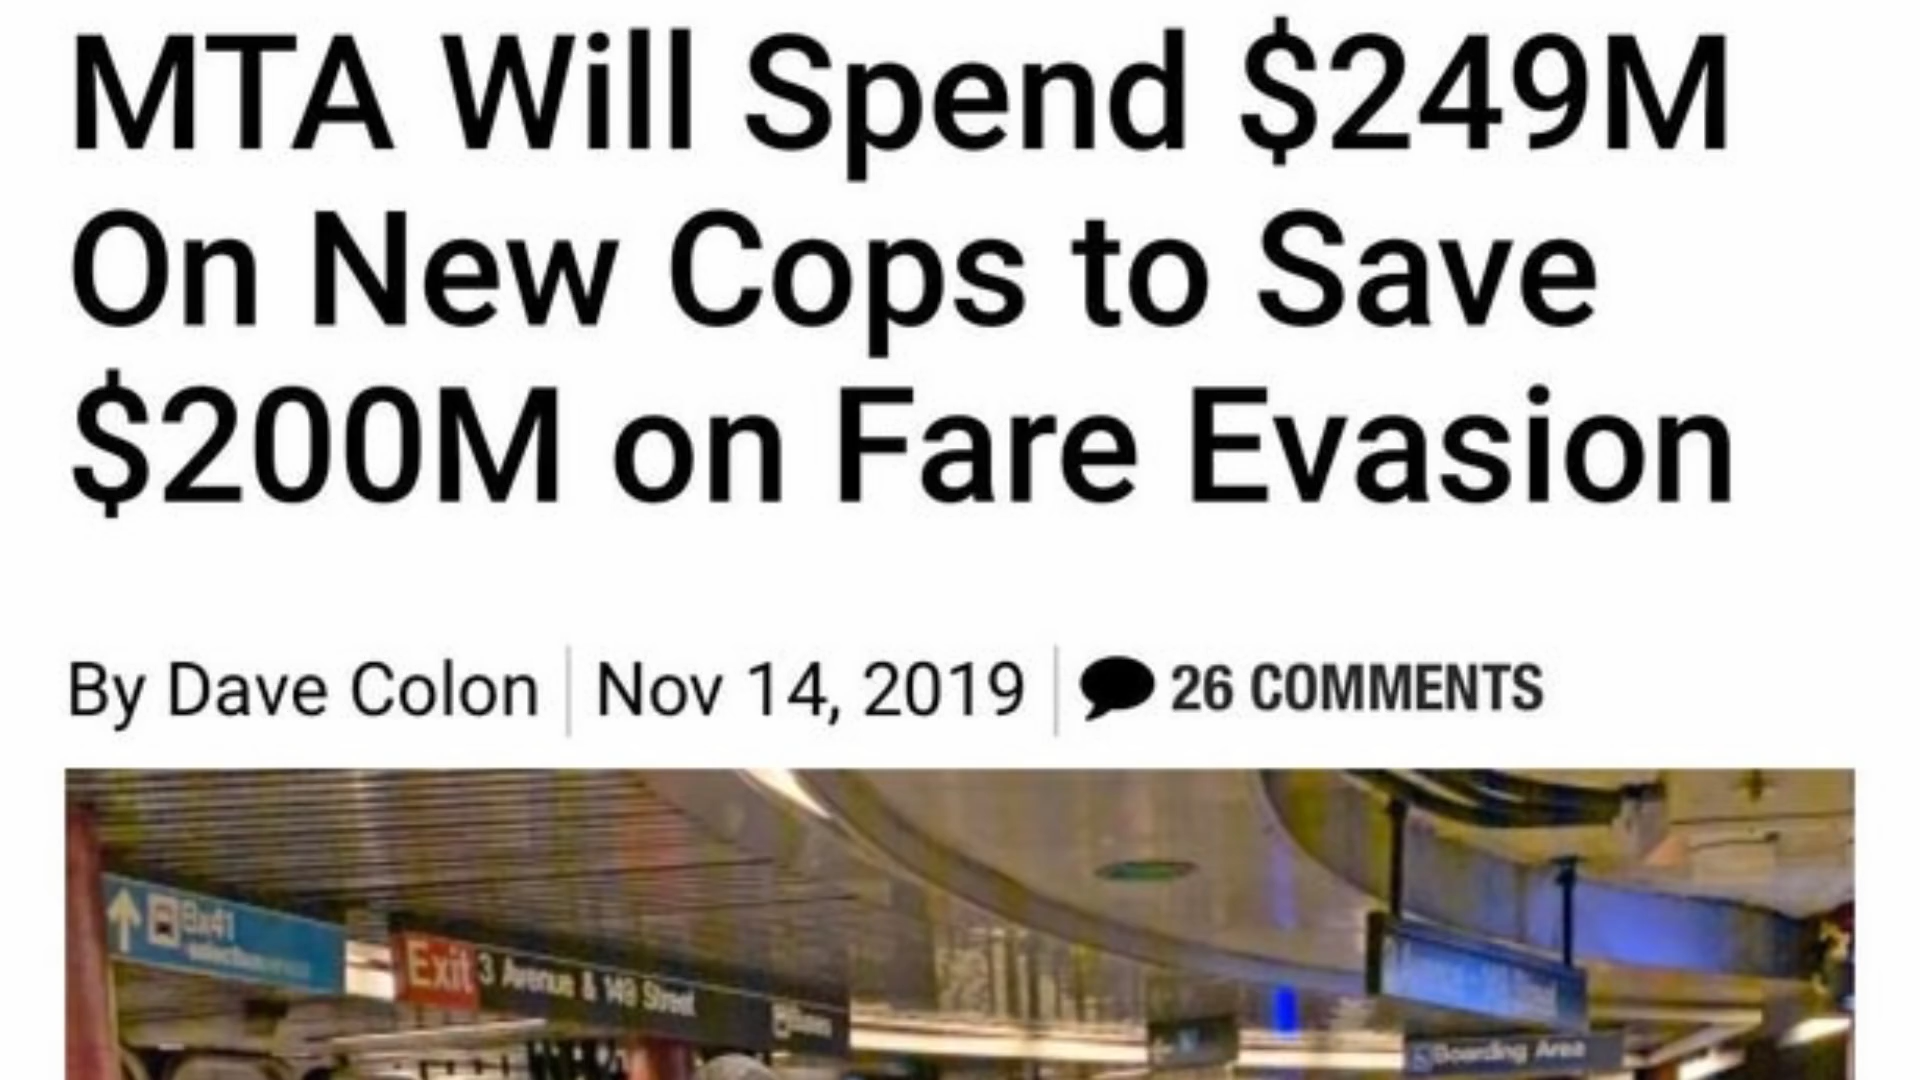 MTA Will Spend $249M
On New Cops to Save
$200M on Fare Evasion
By Dave Colon Nov 14, 2019 26 COMMENTS
Bx41
Exit 3 Avenue & 149 Street
Boarding Area